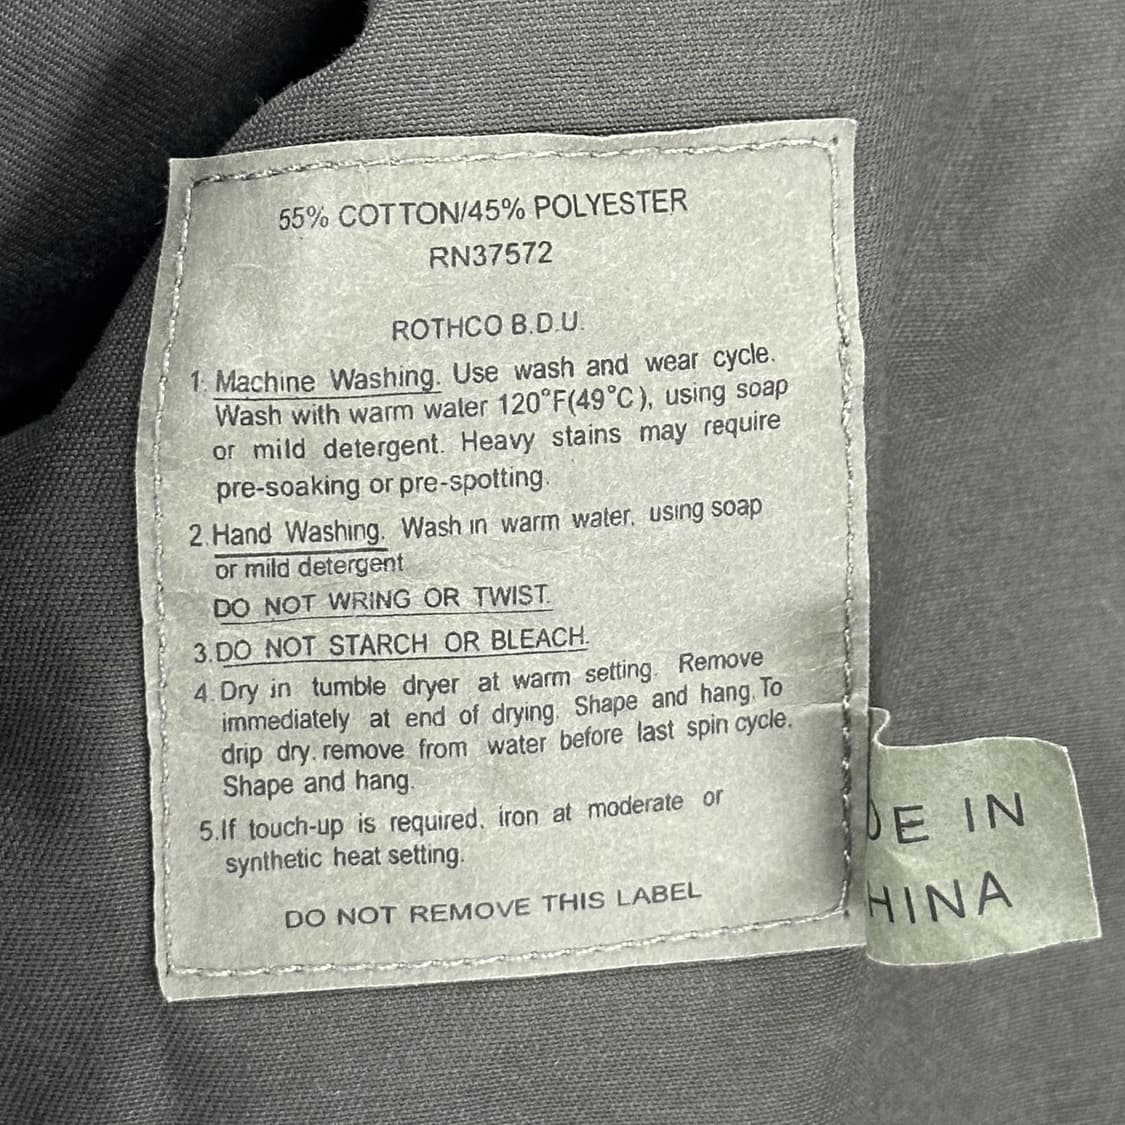 55% COTTON/45% POLYESTER
RN37572
ROTHCO B.D.U.
1. Machine Washing. Use wash and wear cycle.
Wash with warm water 120°F(49°C), using soap
or mild detergent. Heavy stains may require
pre-soaking or pre-spotting.
2. Hand Washing. Wash in warm water, using soap
or mild detergent
DO NOT WRING OR TWIST.
3. DO NOT STARCH OR BLEACH.
4. Dry in tumble dryer at warm setting. Remove
immediately at end of drying. Shape and hang. To
drip dry, remove from water before last spin cycle.
Shape and hang.
5. If touch-up is required, iron at moderate or
synthetic heat setting.
DO NOT REMOVE THIS LABEL
DE IN
HINA